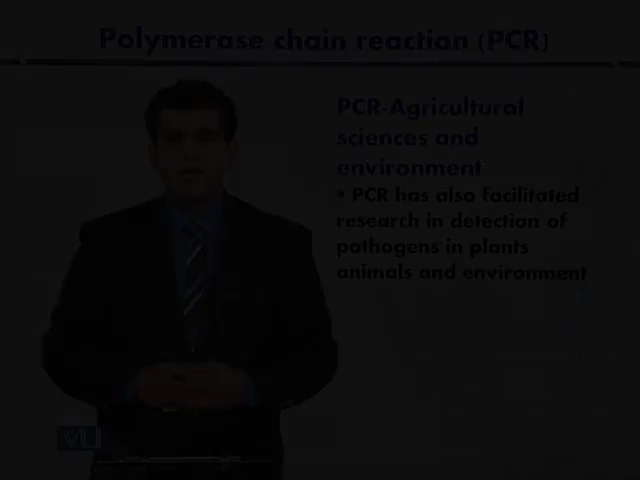 Polymerase chain reaction (PCR)
PCR-Agricultural
sciences and
environment
• PCR has also facilitated
research in detection of
pathogens in plants
animals and environment